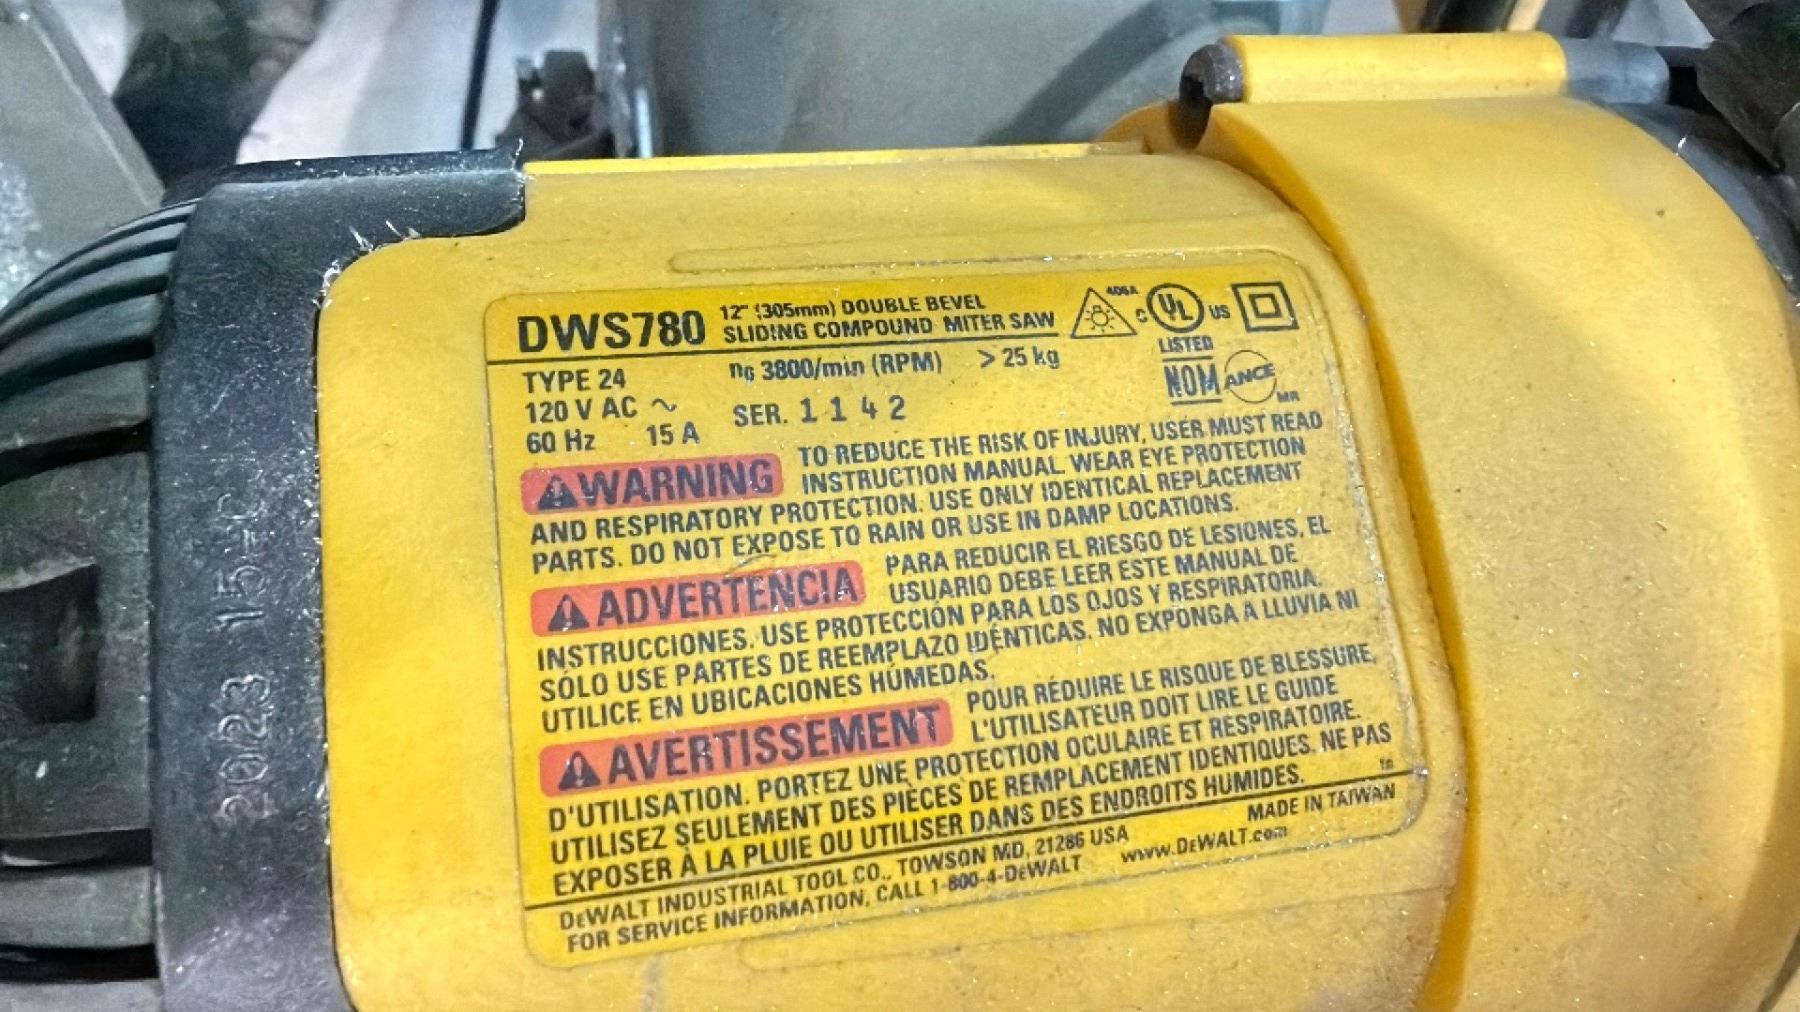 DWS780 12" (305mm) DOUBLE BEVEL
SLIDING COMPOUND MITER SAW
406A
C UL US
LISTED
NOM ANCE
MR
TYPE 24
n0 3800/min (RPM) > 25 kg
120 V AC ~
SER. 1 1 4 2
60 Hz 15 A
WARNING TO REDUCE THE RISK OF INJURY, USER MUST READ
INSTRUCTION MANUAL. WEAR EYE PROTECTION
AND RESPIRATORY PROTECTION. USE ONLY IDENTICAL REPLACEMENT
PARTS. DO NOT EXPOSE TO RAIN OR USE IN DAMP LOCATIONS.
ADVERTENCIA PARA REDUCIR EL RIESGO DE LESIONES, EL
USUARIO DEBE LEER ESTE MANUAL DE
INSTRUCCIONES. USE PROTECCIÓN PARA LOS OJOS Y RESPIRATORIA.
SÓLO USE PARTES DE REEMPLAZO IDÉNTICAS. NO EXPONGA A LLUVIA NI
UTILICE EN UBICACIONES HÚMEDAS.
AVERTISSEMENT POUR RÉDUIRE LE RISQUE DE BLESSURE,
L'UTILISATEUR DOIT LIRE LE GUIDE
D'UTILISATION. PORTEZ UNE PROTECTION OCULAIRE ET RESPIRATOIRE.
UTILISEZ SEULEMENT DES PIÈCES DE REMPLACEMENT IDENTIQUES. NE PAS
EXPOSER À LA PLUIE OU UTILISER DANS DES ENDROITS HUMIDES.
DEWALT INDUSTRIAL TOOL CO., TOWSON MD, 21286 USA MADE IN TAIWAN
FOR SERVICE INFORMATION, CALL 1-800-4-DEWALT www.DEWALT.com
2023 15-C